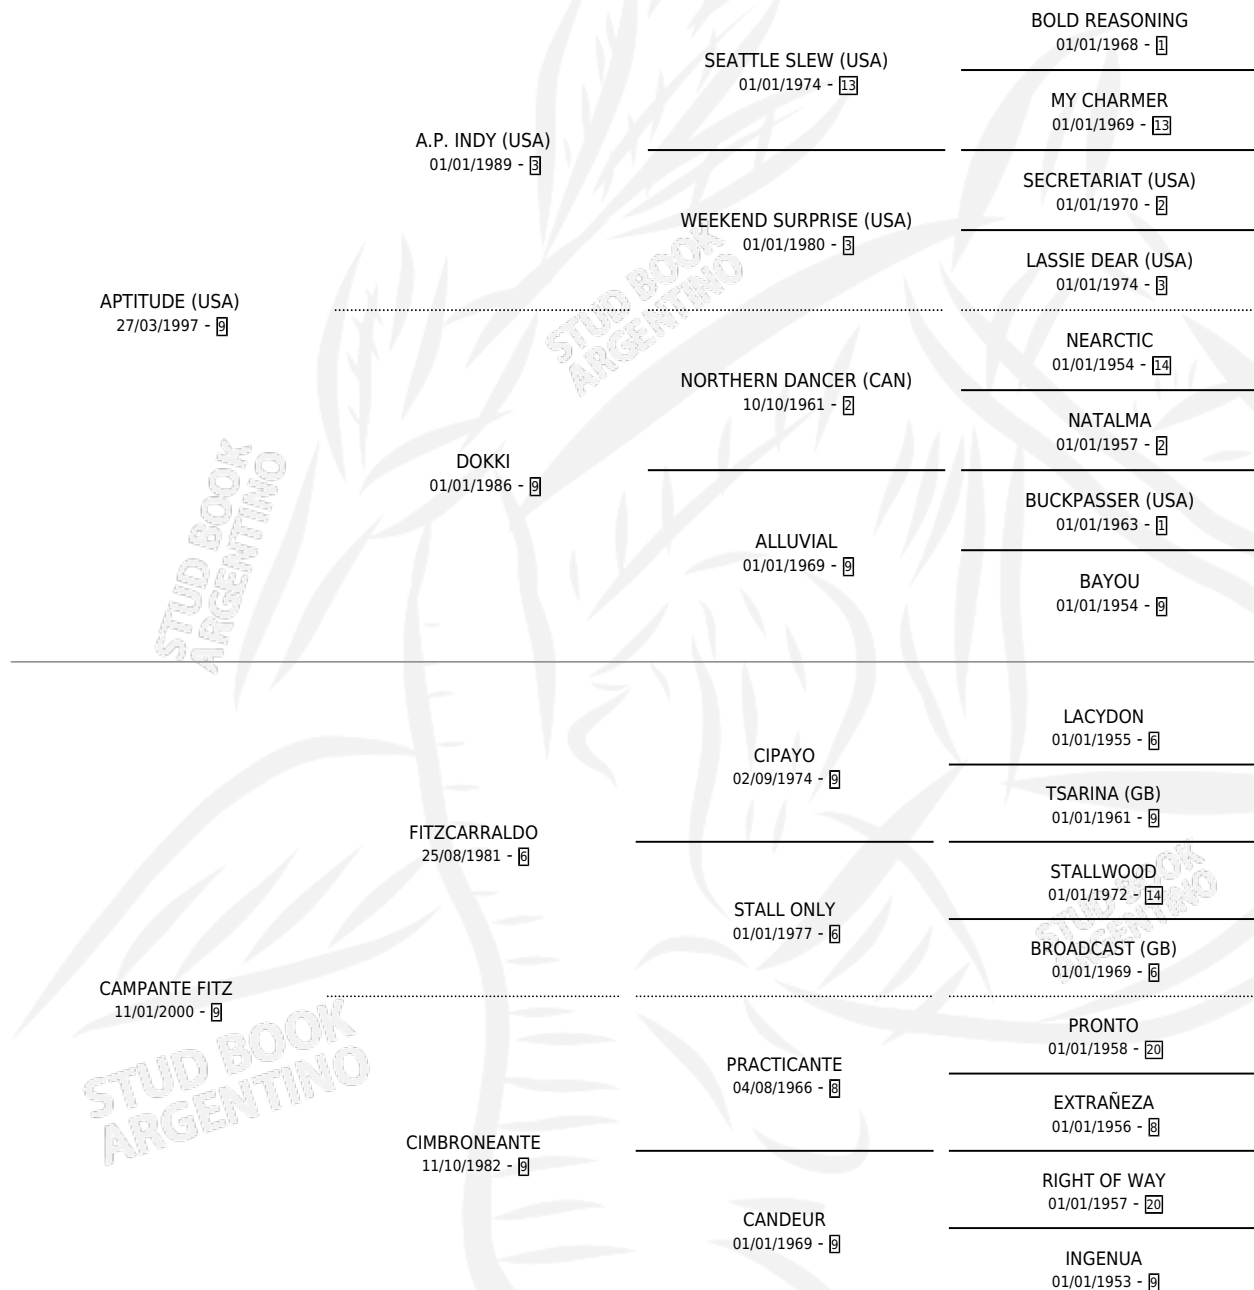 BOLD REASONING
01/01/1968 - 1
SEATTLE SLEW (USA)
01/01/1974 - 13
MY CHARMER
01/01/1969 - 13
A.P. INDY (USA)
01/01/1989 - 3
SECRETARIAT (USA)
01/01/1970 - 2
WEEKEND SURPRISE (USA)
01/01/1980 - 3
LASSIE DEAR (USA)
01/01/1974 - 3
APTITUDE (USA)
27/03/1997 - 9
NEARCTIC
01/01/1954 - 14
NORTHERN DANCER (CAN)
10/10/1961 - 2
NATALMA
01/01/1957 - 2
DOKKI
01/01/1986 - 9
BUCKPASSER (USA)
01/01/1963 - 1
ALLUVIAL
01/01/1969 - 9
BAYOU
01/01/1954 - 9
LACYDON
01/01/1955 - 6
CIPAYO
02/09/1974 - 9
TSARINA (GB)
01/01/1961 - 9
FITZCARRALDO
25/08/1981 - 6
STALLWOOD
01/01/1972 - 14
STALL ONLY
01/01/1977 - 6
BROADCAST (GB)
01/01/1969 - 6
CAMPANTE FITZ
11/01/2000 - 9
PRONTO
01/01/1958 - 20
PRACTICANTE
04/08/1966 - 8
EXTRAÑEZA
01/01/1956 - 8
CIMBRONEANTE
11/10/1982 - 9
RIGHT OF WAY
01/01/1957 - 20
CANDEUR
01/01/1969 - 9
INGENUA
01/01/1953 - 9
STUD BOOK
ARGENTINO
STUD BOOK
ARGENTINO
STUD BOOK
ARGENTINO
STUD BOOK
ARGENTINO